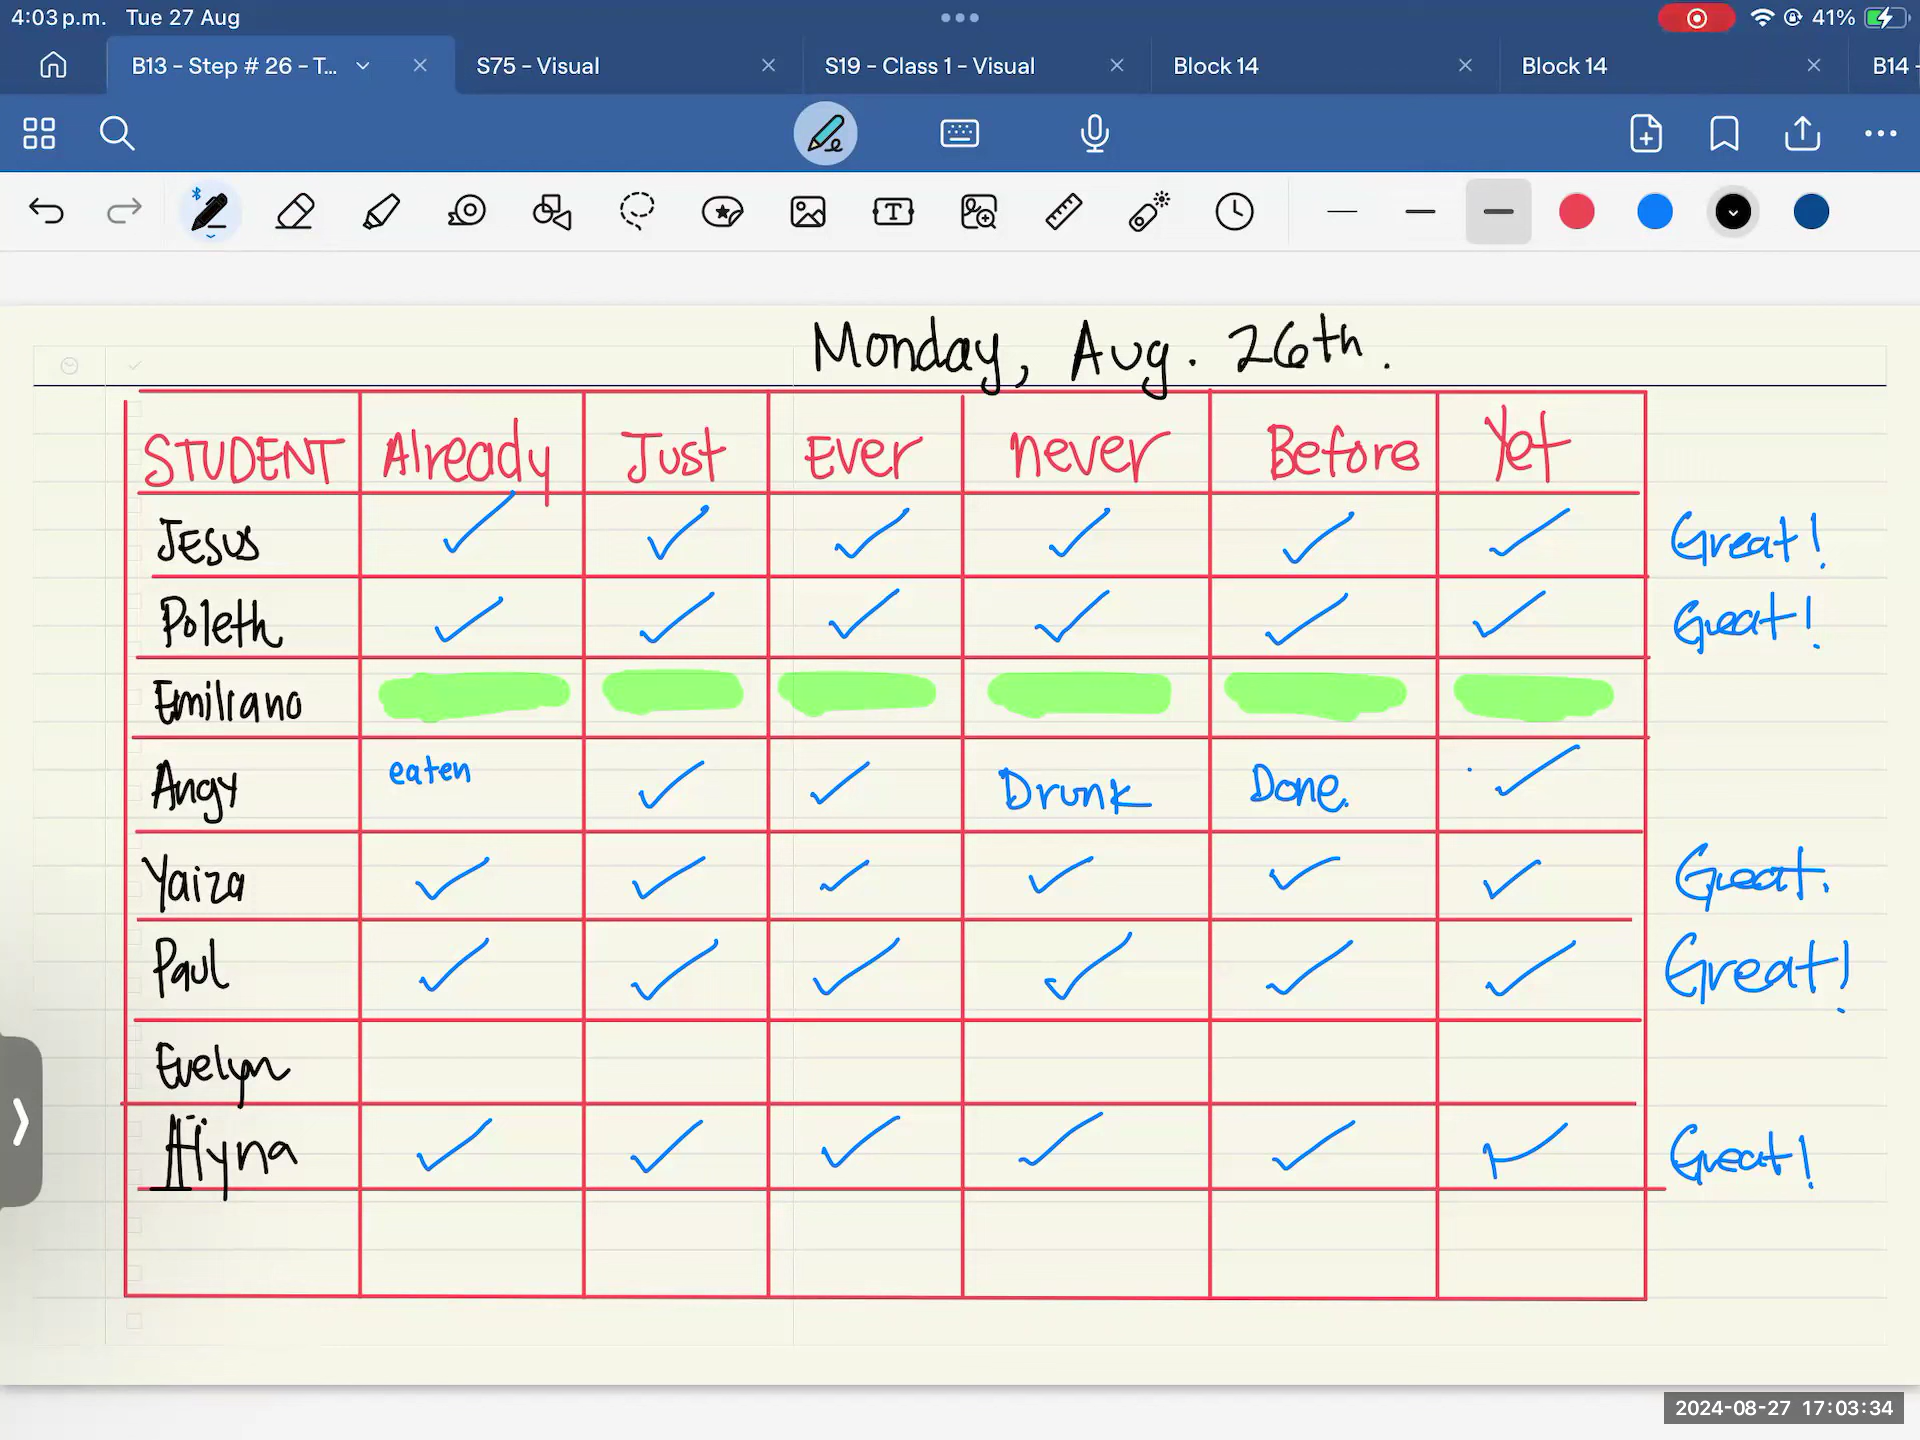 4:03 p.m. Tue 27 Aug
41%
B13 - Step # 26 - T... S75 - Visual S19 - Class 1 - Visual Block 14 Block 14 B14 -
Monday, Aug. 26th.
STUDENT Already Just Ever never Before Yet
JESUS Great!
Poleth Great!
Emiliano
Angy eaten Drunk Done.
Yaiza Great.
Paul Great!
Evelyn
Great!
2024-08-27 17:03:34